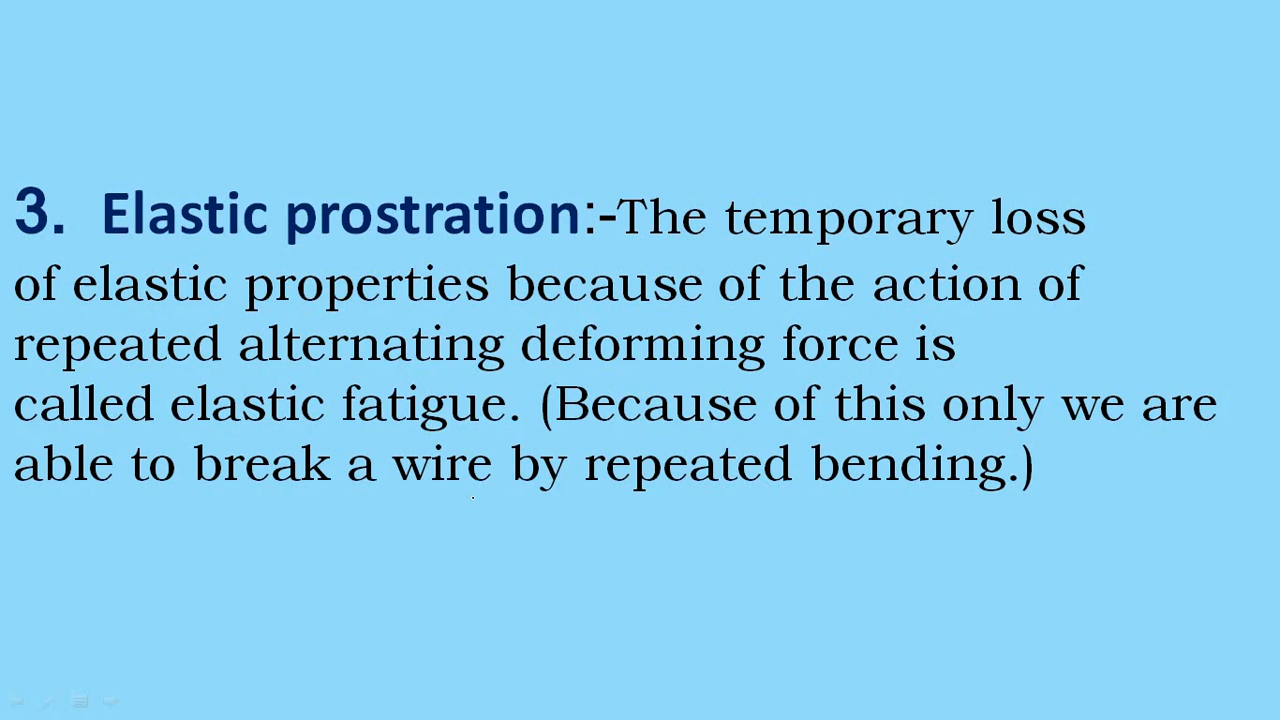 3. Elastic prostration:-The temporary loss
of elastic properties because of the action of
repeated alternating deforming force is
called elastic fatigue. (Because of this only we are
able to break a wire by repeated bending.)